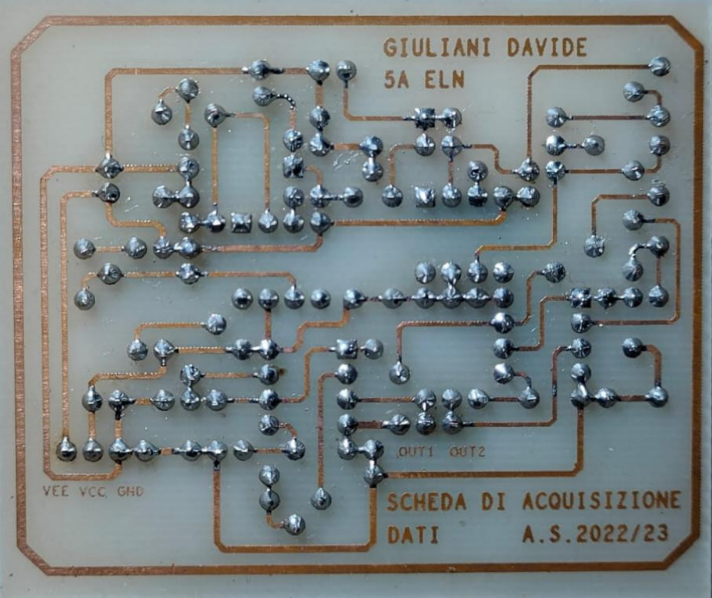 GIULIANI DAVIDE
5A ELN
OUT1 OUT2
VEE VCC GND
SCHEDA DI ACQUISIZIONE
DATI A.S.2022/23